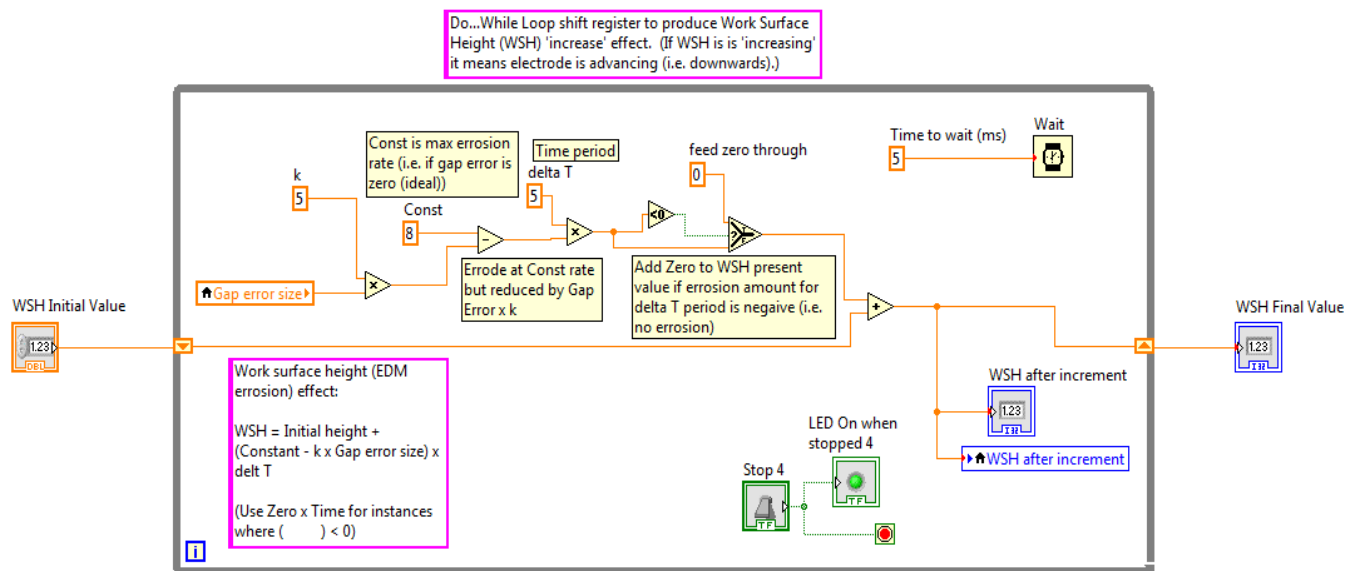 Do...While Loop shift register to produce Work Surface
Height (WSH) 'increase' effect.  (If WSH is is 'increasing'
it means electrode is advancing (i.e. downwards).)
Const is max errosion
rate (i.e. if gap error is
zero (ideal))
Time period
delta T
5
feed zero through
0
Time to wait (ms)
5
Wait
k
5
Const
8
<0
?
T
F
-
×
×
+
Gap error size
Errode at Const rate
but reduced by Gap
Error x k
Add Zero to WSH present
value if errosion amount for
delta T period is negaive (i.e.
no errosion)
WSH Initial Value
1.23
DBL
WSH Final Value
1.23
I32
Work surface height (EDM
errosion) effect:
WSH = Initial height +
(Constant - k x Gap error size) x
delt T
(Use Zero x Time for instances
where (        ) < 0)
WSH after increment
1.23
I32
WSH after increment
LED On when
stopped 4
TF
Stop 4
TF
i